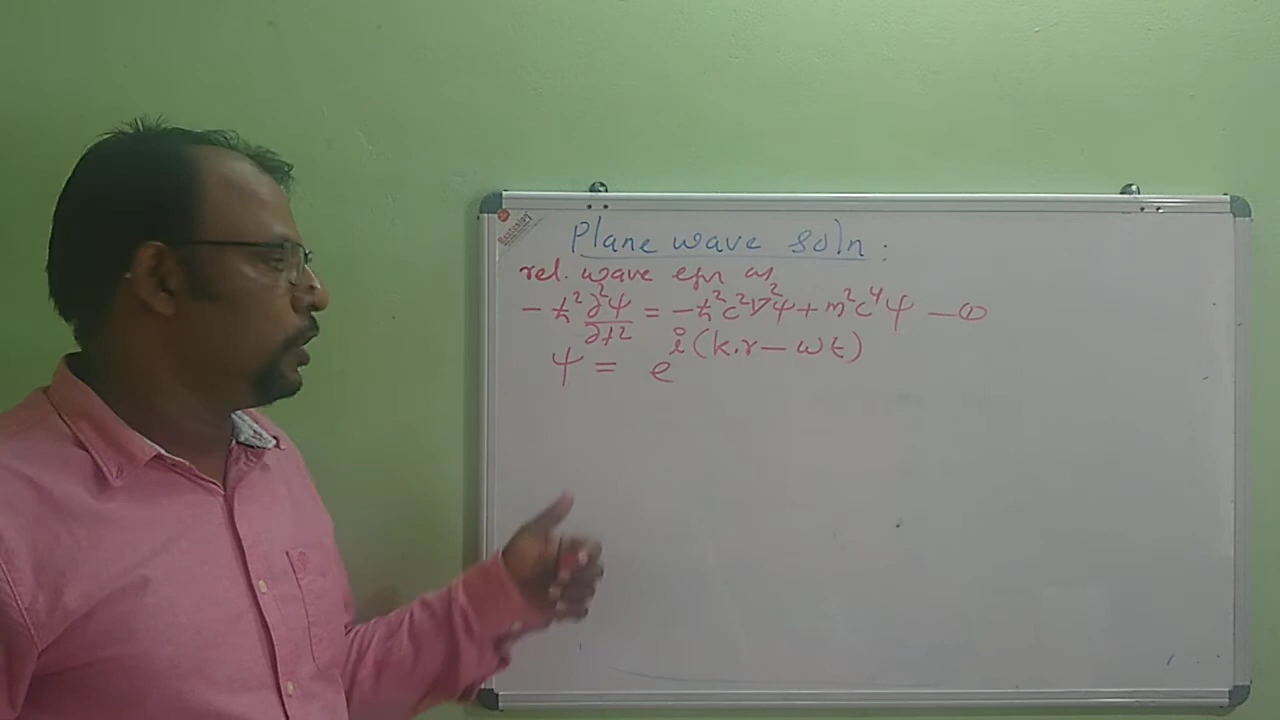 Plane wave soln:
rel. wave eqn as
-ħ² ∂²ψ/∂t² = -ħ²c²∇²ψ + m²c⁴ψ —①
ψ = e^i(k.r - ωt)